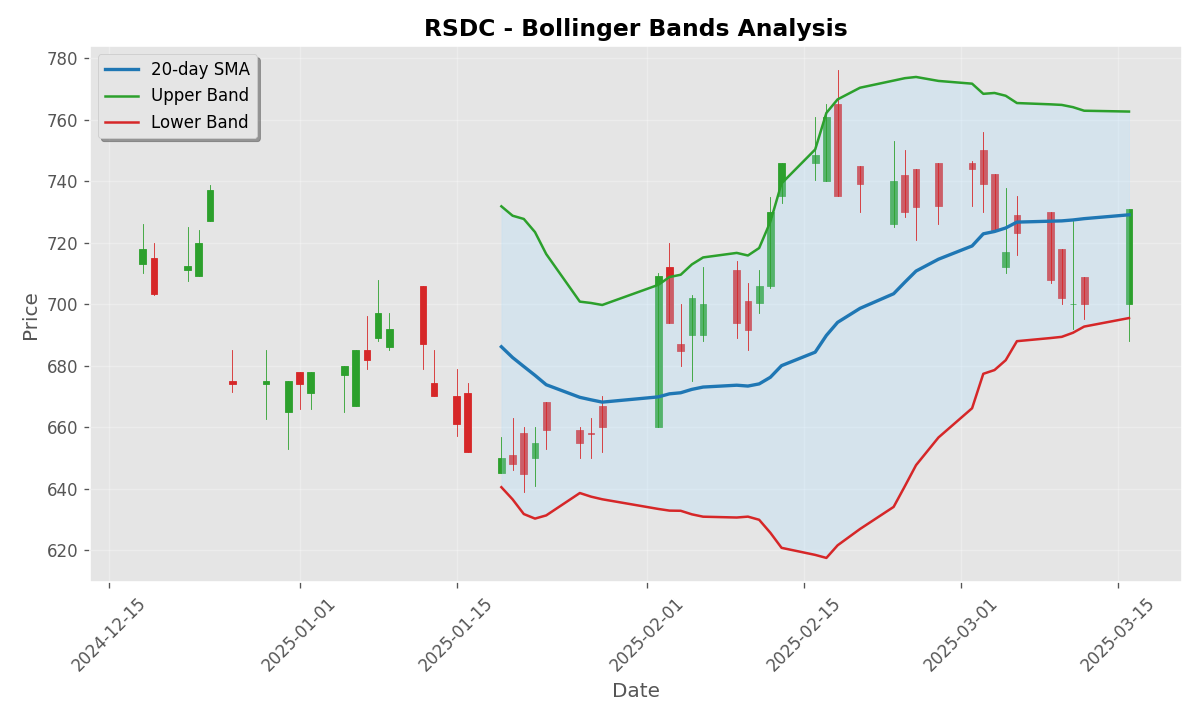 RSDC - Bollinger Bands Analysis
20-day SMA
Upper Band
Lower Band
Price
780
760
740
720
700
680
660
640
620
2024-12-15
2025-01-01
2025-01-15
2025-02-01
2025-02-15
2025-03-01
2025-03-15
Date